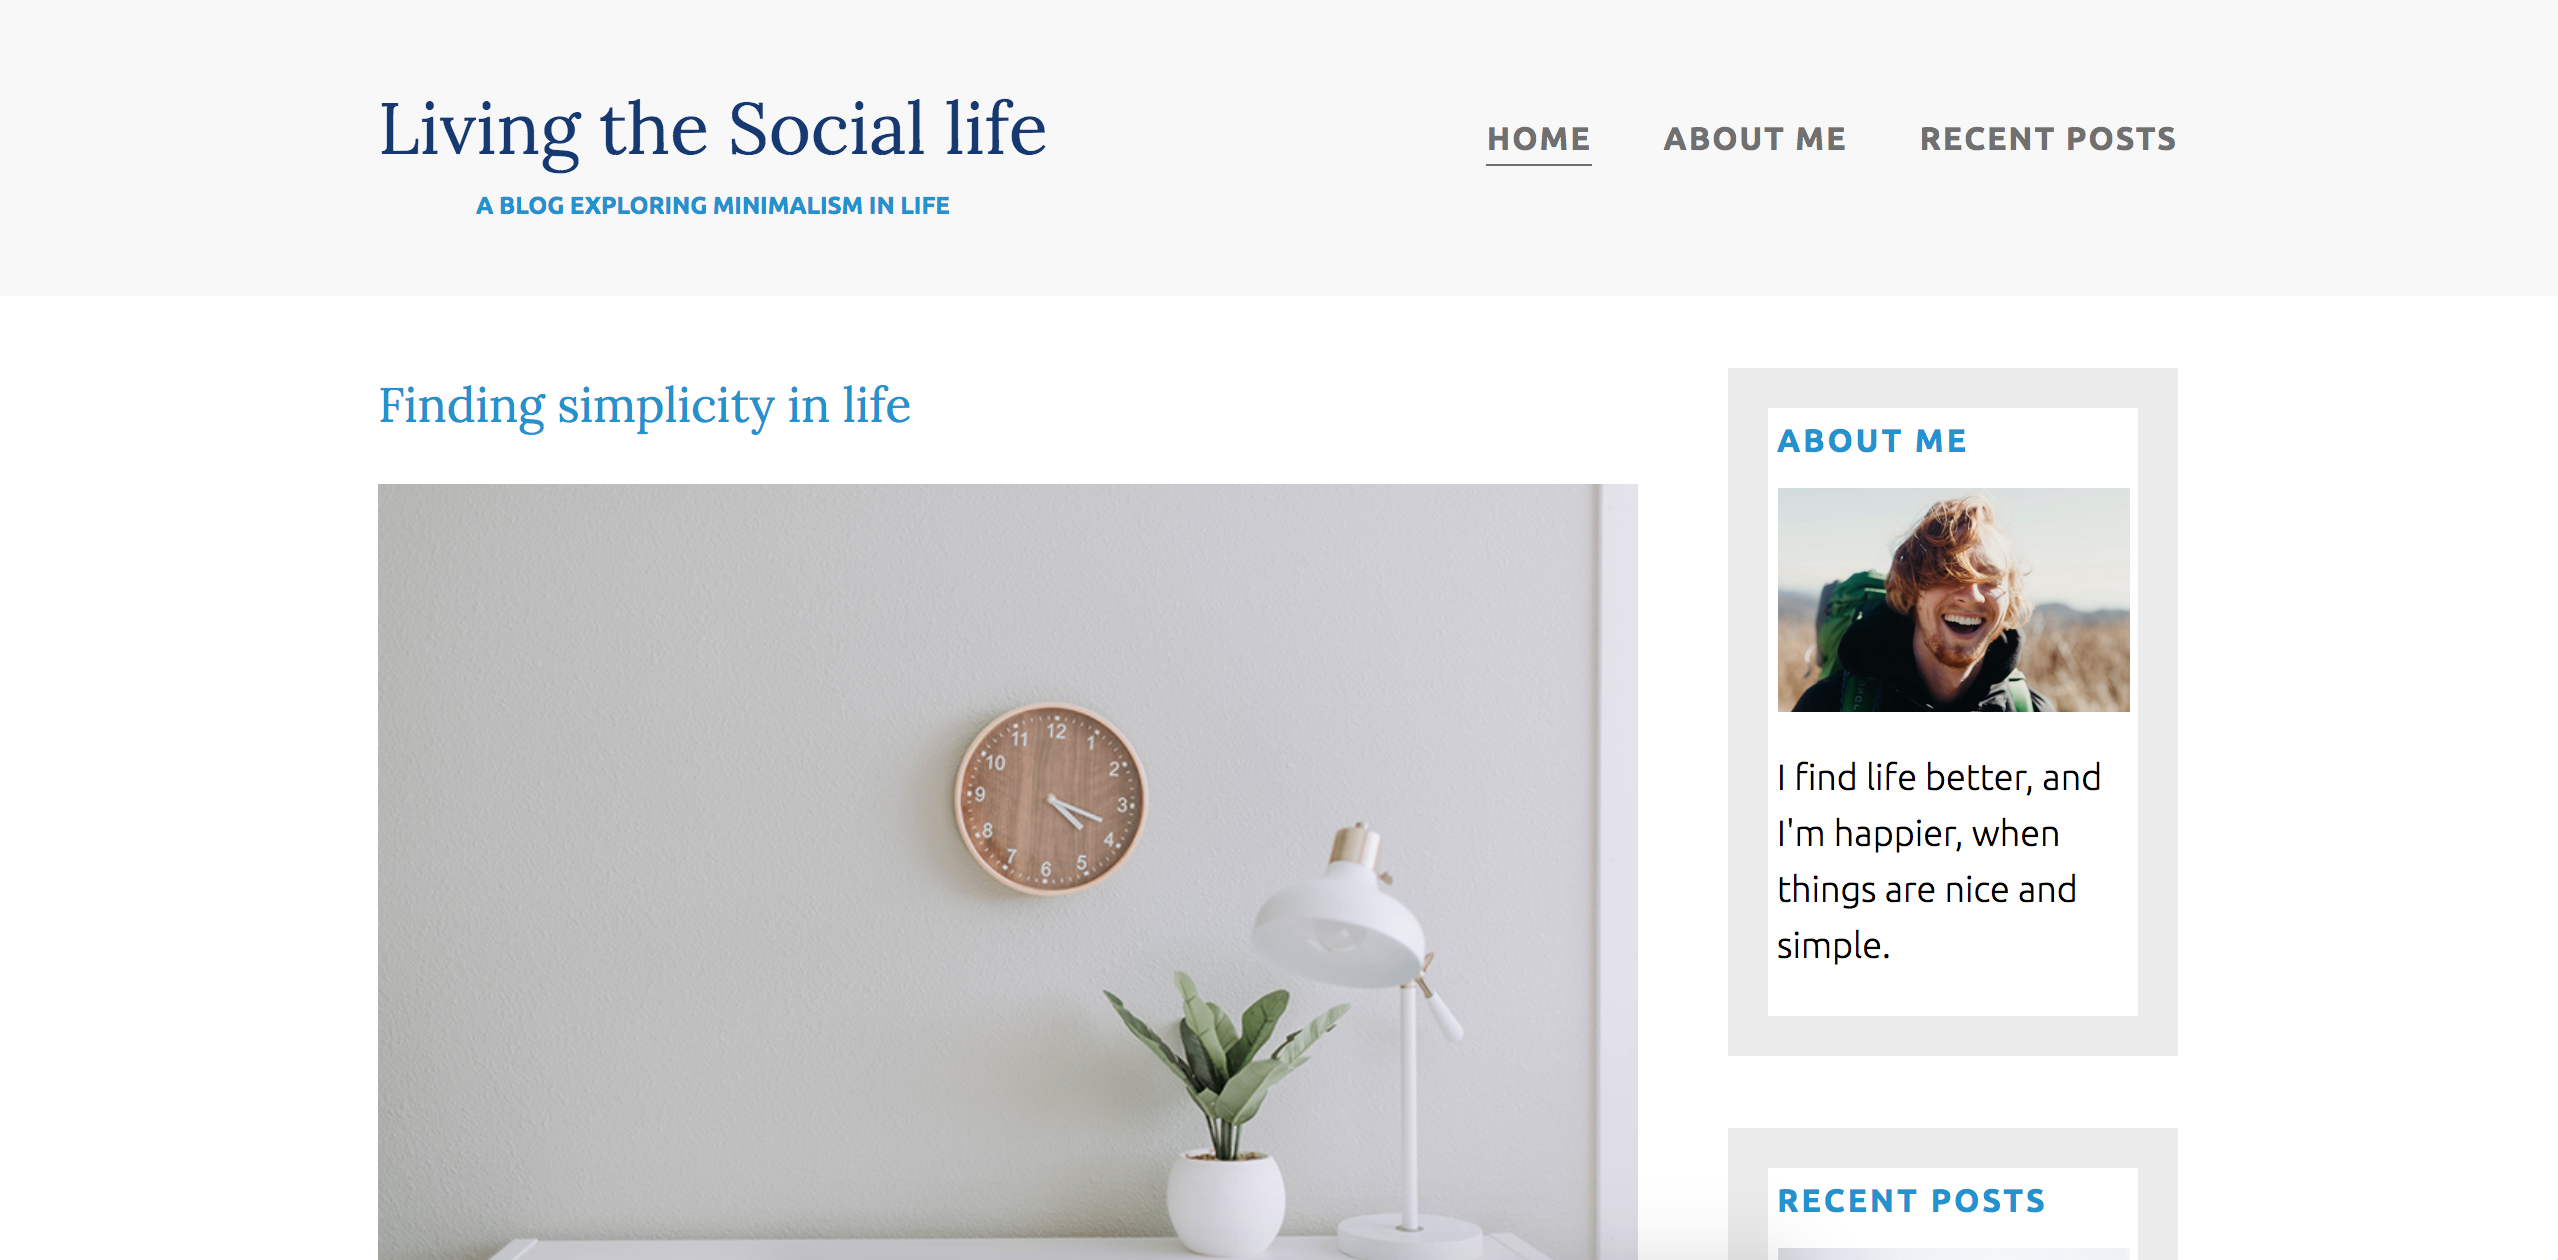 Living the Social life
A BLOG EXPLORING MINIMALISM IN LIFE
HOME ABOUT ME RECENT POSTS
Finding simplicity in life
12
1
2
3
4
5
6
7
8
9
10
11
ABOUT ME
I find life better, and
I'm happier, when
things are nice and
simple.
RECENT POSTS